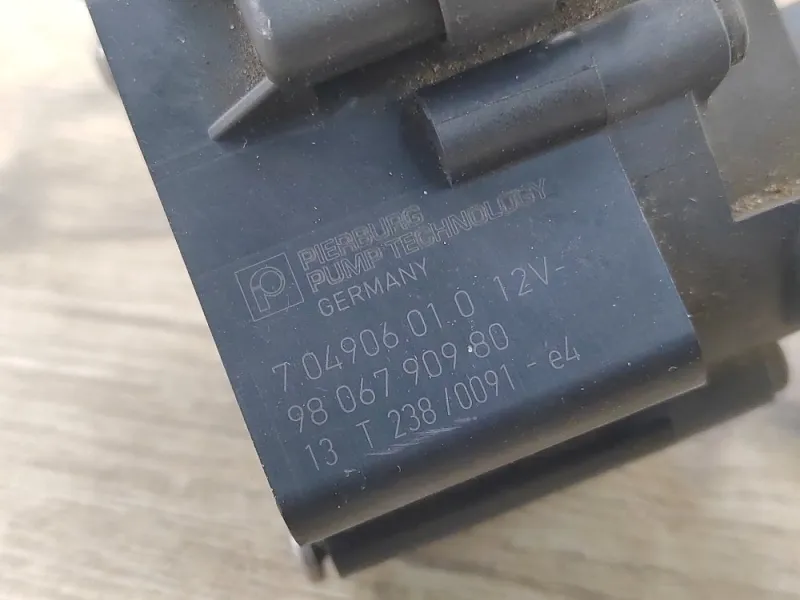 PIERBURG
PUMP TECHNOLOGY
GERMANY
7 04906 01 0 12V-
98 067 909 80
13 T 238/0091-e4